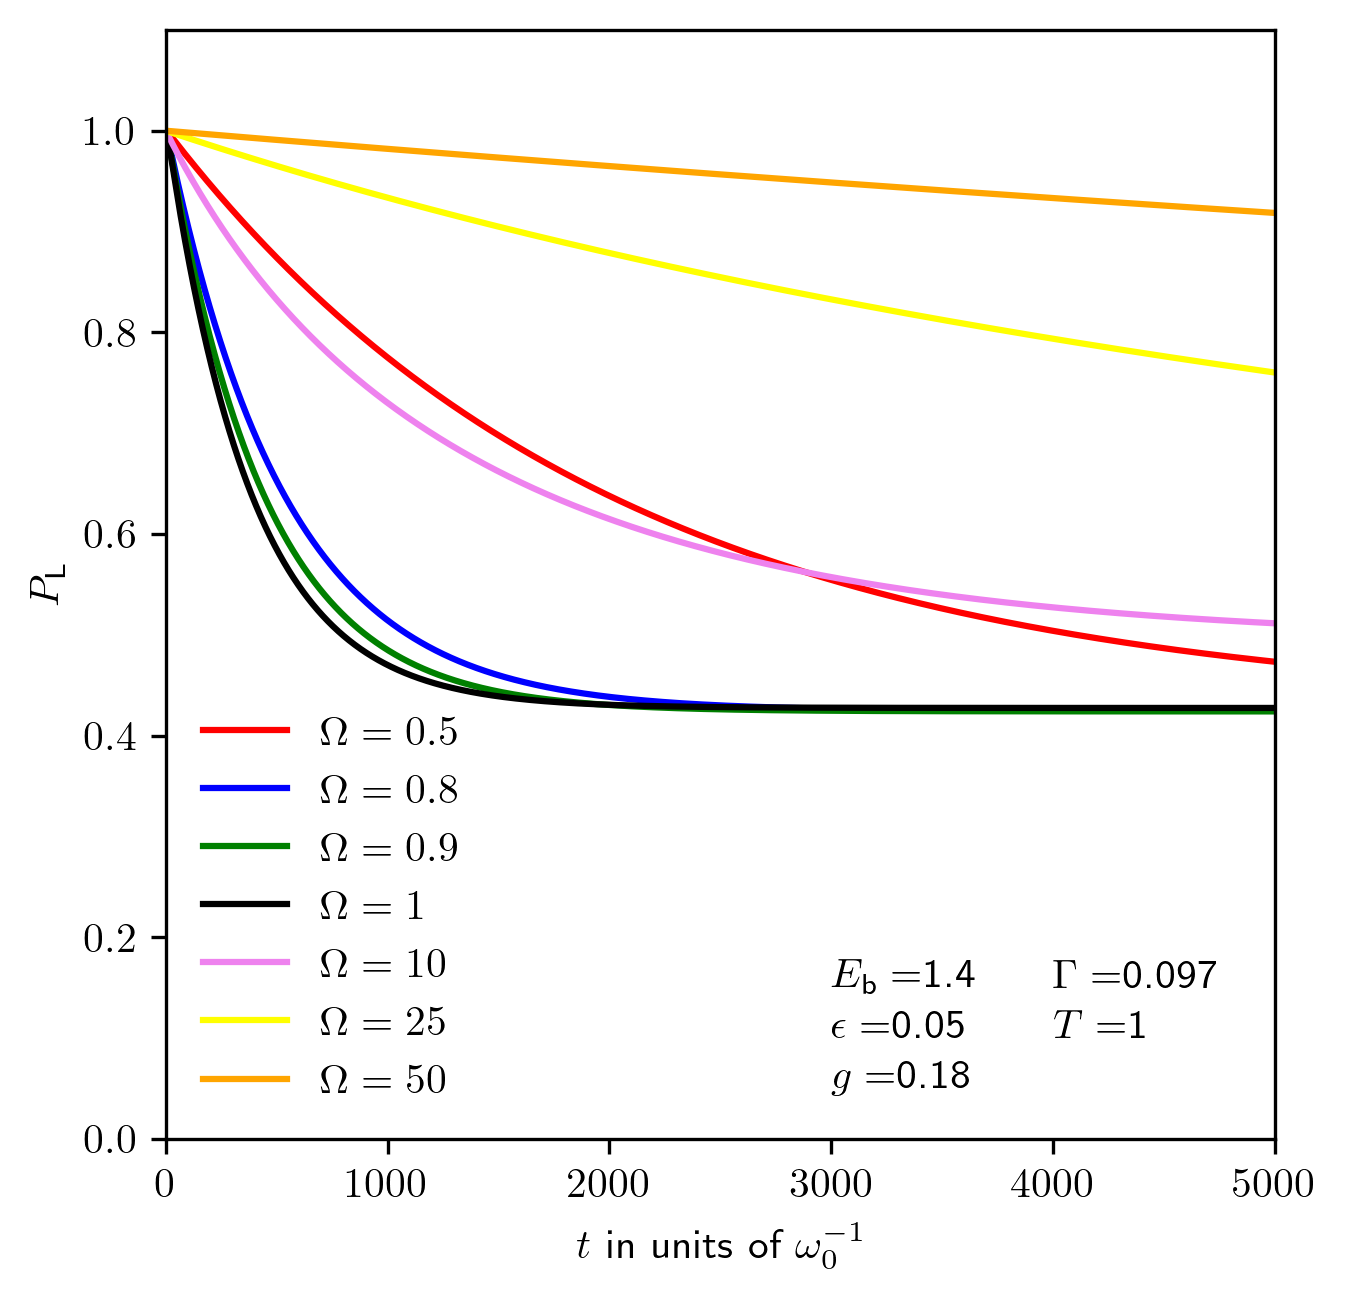 1.0
0.8
0.6
0.4
0.2
0.0
P_L
Ω = 0.5
Ω = 0.8
Ω = 0.9
Ω = 1
Ω = 10
Ω = 25
Ω = 50
E_b =1.4 Γ =0.097
ϵ =0.05 T =1
g =0.18
0 1000 2000 3000 4000 5000
t in units of ω_0^{-1}